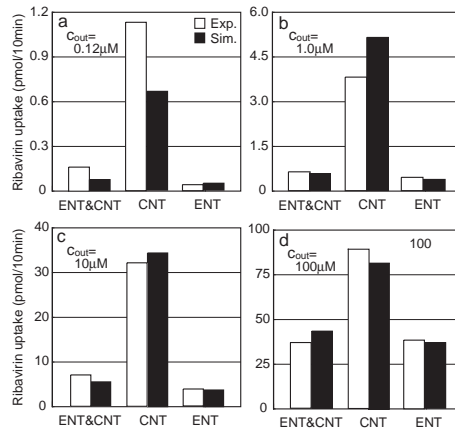 a
c_out=
0.12μM
Exp.
Sim.
1.2
0.9
0.6
0.3
0
Ribavirin uptake (pmol/10min)
ENT&CNT CNT ENT
b
c_out=
1.0μM
6.0
4.5
3.0
1.5
0
ENT&CNT CNT ENT
c
c_out=
10μM
40
30
20
10
0
Ribavirin uptake (pmol/10min)
ENT&CNT CNT ENT
d
c_out=
100μM
100
100
75
50
25
0
ENT&CNT CNT ENT